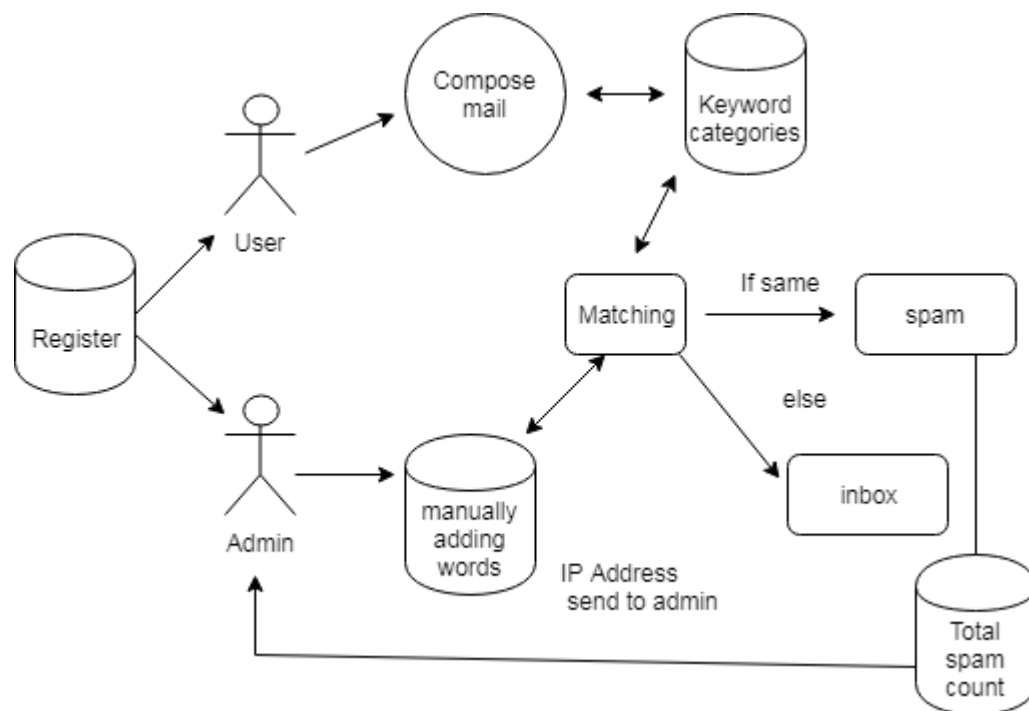 Compose
mail
Keyword
categories
User
Register
Matching
If same
spam
else
inbox
Admin
manually
adding
words
IP Address
send to admin
Total
spam
count